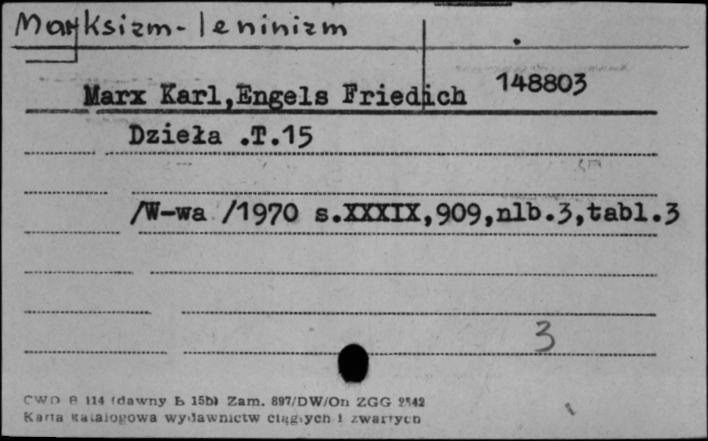 Marksizm-leninizm
Marx Karl,Engels Friedich 148803
Dzieła .T.15
/W-wa /1970 s.XXXIX,909,nlb.3,tabl.3
3
CWD B 114 (dawny b 15b) Zam. 897/DW/On ZGG 2542
Karta katalogowa wydawnictw ciągłych i zwartych